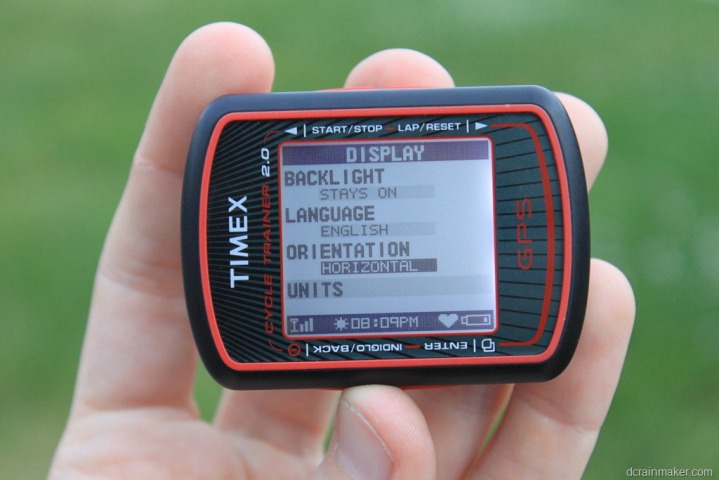 START/STOP LAP/RESET
TIMEX
CYCLE TRAINER 2.0
DISPLAY
BACKLIGHT
STAYS ON
LANGUAGE
ENGLISH
ORIENTATION
HORIZONTAL
UNITS
08:09PM
GPS
INDIGLO/BACK
ENTER
dcrainmaker.com